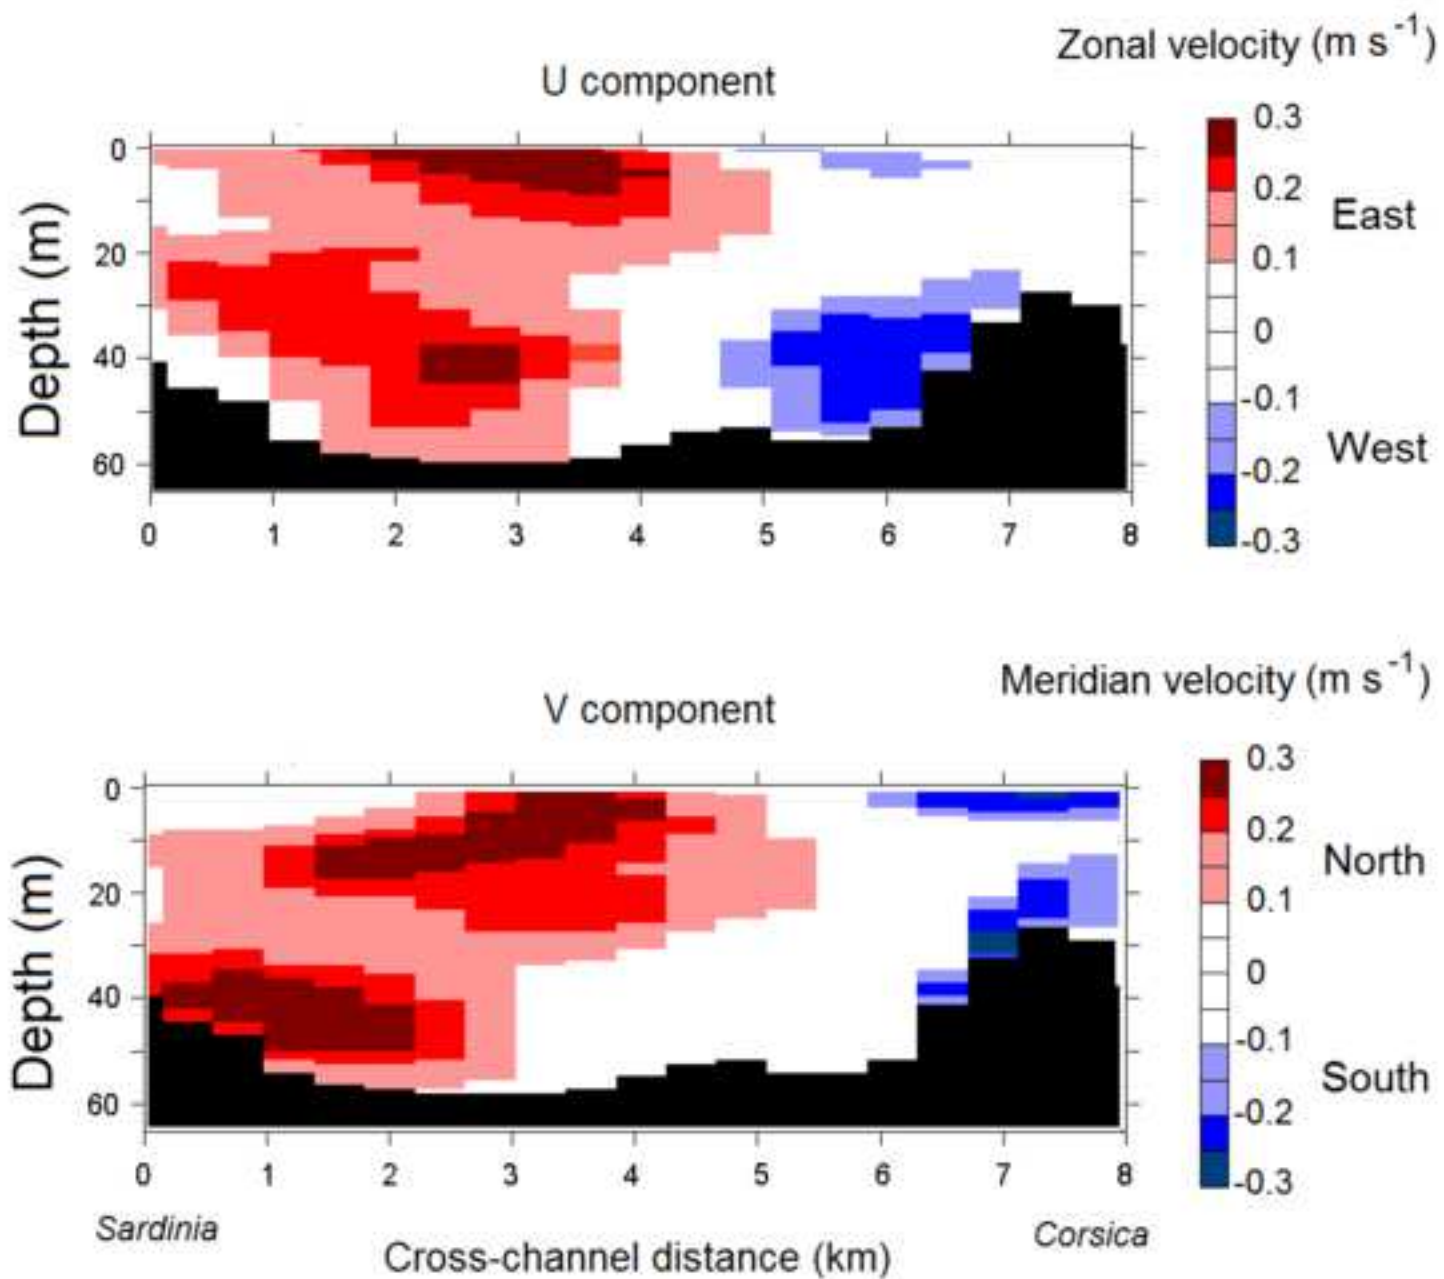 Zonal velocity (m s⁻¹)
U component
0
20
40
60
Depth (m)
0 1 2 3 4 5 6 7 8
0.3
0.2
0.1
0
-0.1
-0.2
-0.3
East
West
Meridian velocity (m s⁻¹)
V component
0
20
40
60
Depth (m)
0 1 2 3 4 5 6 7 8
0.3
0.2
0.1
0
-0.1
-0.2
-0.3
North
South
Sardinia
Corsica
Cross-channel distance (km)